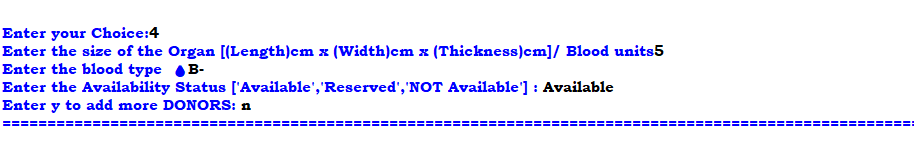 Enter your Choice:4
Enter the size of the Organ [(Length)cm x (Width)cm x (Thickness)cm]/ Blood units5
Enter the blood type 💧B-
Enter the Availability Status ['Available','Reserved','NOT Available'] : Available
Enter y to add more DONORS: n
====================================================================================================